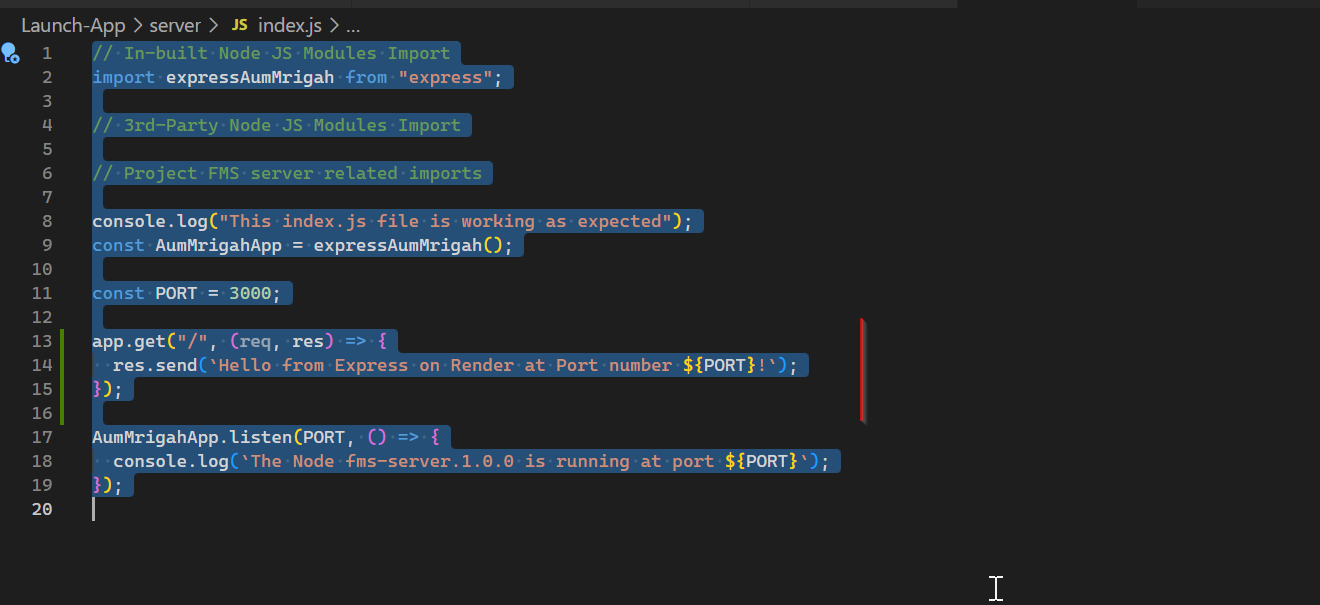 Launch-App > server > JS index.js > ...
1 // In-built Node JS Modules Import
2 import expressAumMrigah from "express";
3
4 // 3rd-Party Node JS Modules Import
5
6 // Project FMS server related imports
7
8 console.log("This index.js file is working as expected");
9 const AumMrigahApp = expressAumMrigah();
10
11 const PORT = 3000;
12
13 app.get("/", (req, res) => {
14   res.send(`Hello from Express on Render at Port number ${PORT}!`);
15 });
16
17 AumMrigahApp.listen(PORT, () => {
18   console.log(`The Node fms-server.1.0.0 is running at port ${PORT}`);
19 });
20